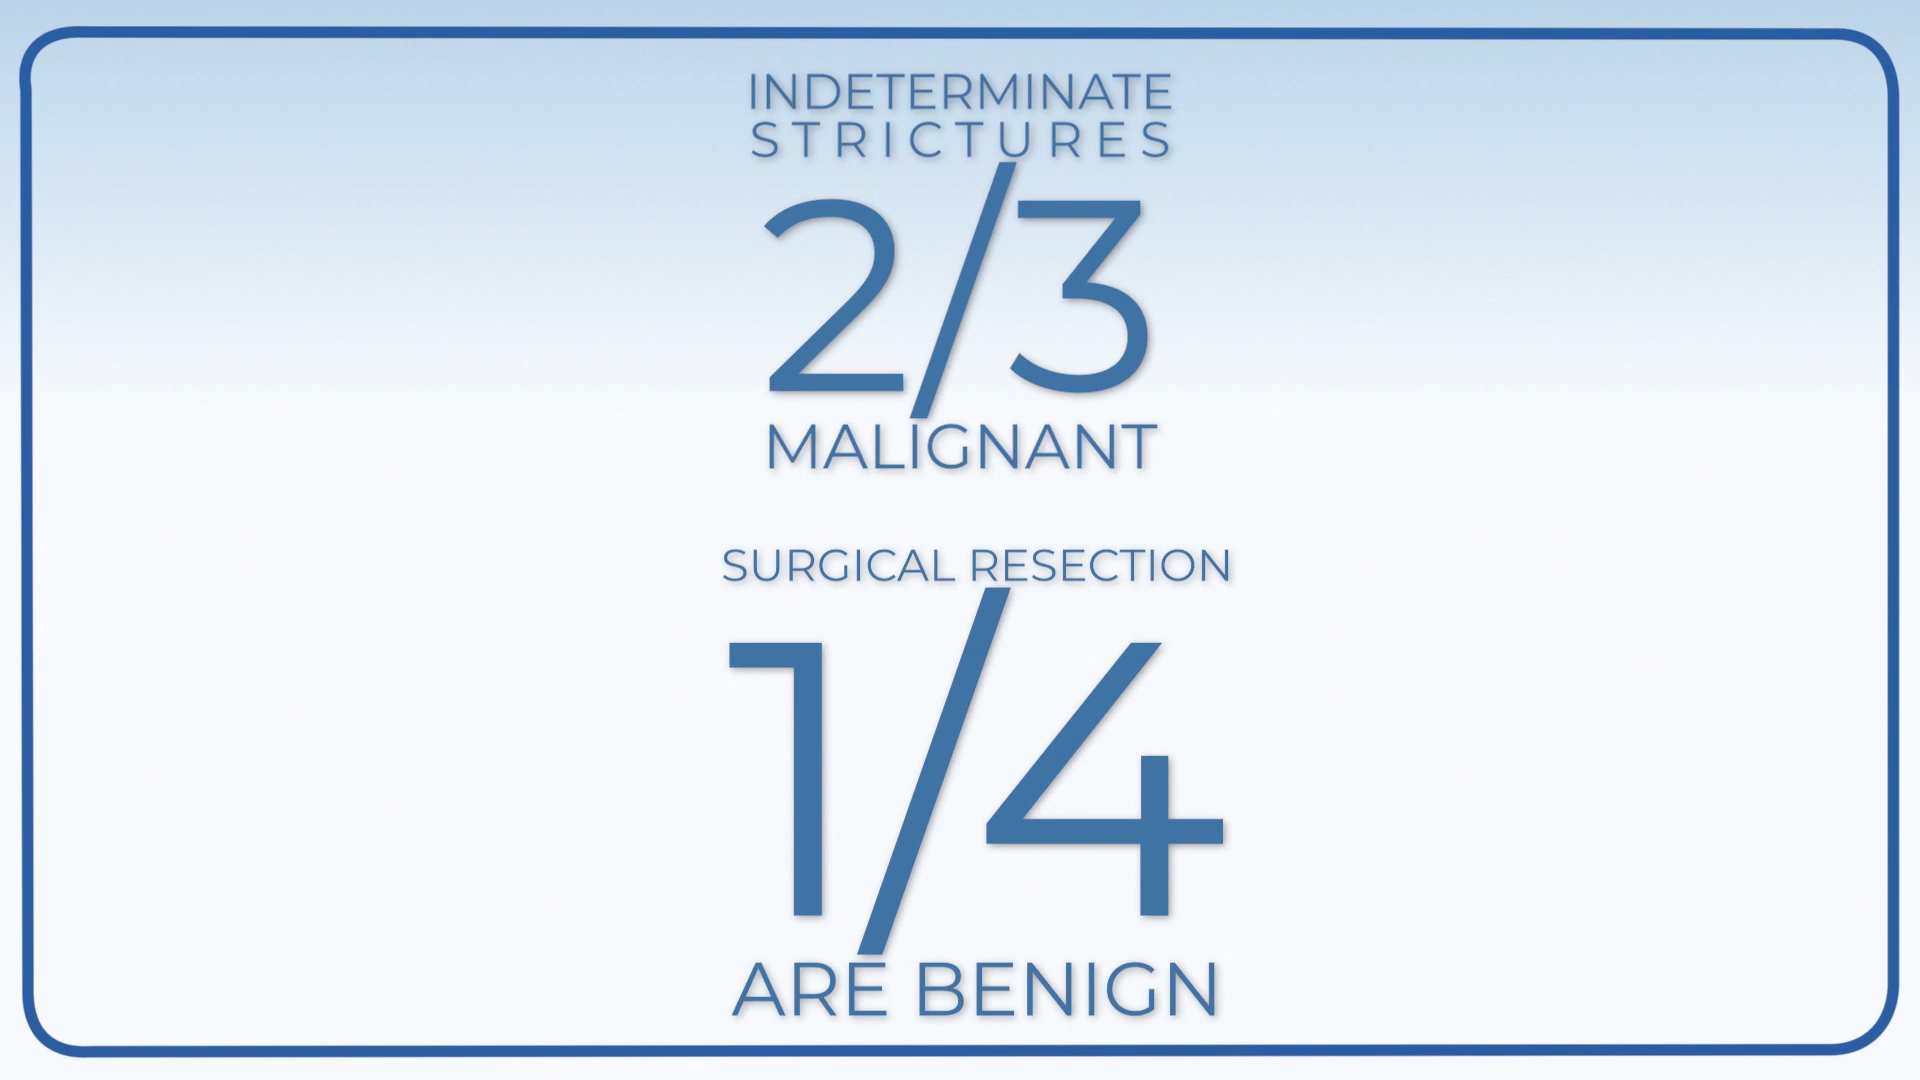 INDETERMINATE
STRICTURES
2/3
MALIGNANT
SURGICAL RESECTION
1/4
ARE BENIGN